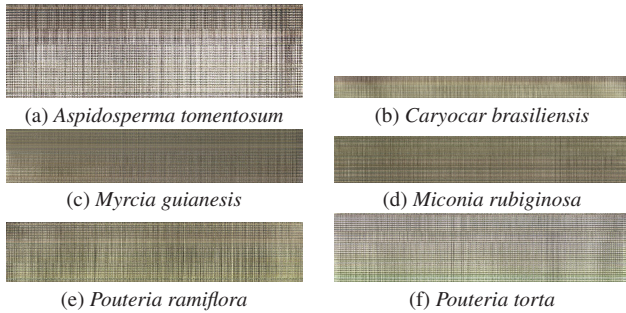 (a) Aspidosperma tomentosum
(b) Caryocar brasiliensis
(c) Myrcia guianesis
(d) Miconia rubiginosa
(e) Pouteria ramiflora
(f) Pouteria torta